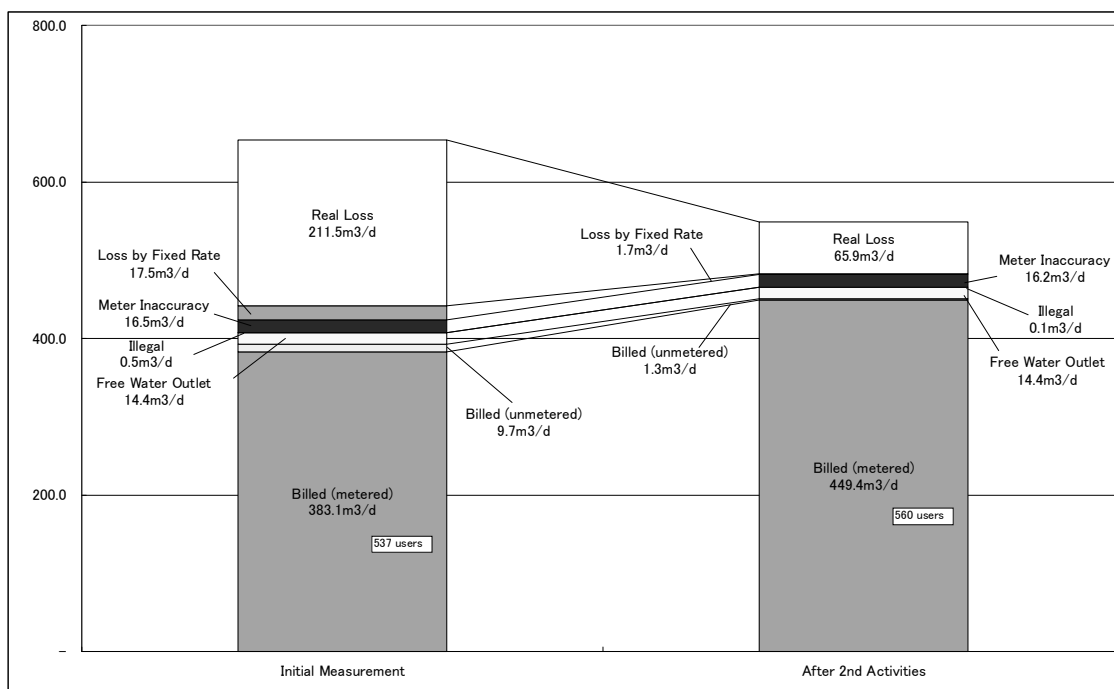 800.0
600.0
400.0
200.0
–
Real Loss
211.5m3/d
Loss by Fixed Rate
17.5m3/d
Meter Inaccuracy
16.5m3/d
Illegal
0.5m3/d
Free Water Outlet
14.4m3/d
Billed (unmetered)
9.7m3/d
Billed (metered)
383.1m3/d
537 users
Loss by Fixed Rate
1.7m3/d
Real Loss
65.9m3/d
Meter Inaccuracy
16.2m3/d
Illegal
0.1m3/d
Billed (unmetered)
1.3m3/d
Free Water Outlet
14.4m3/d
Billed (metered)
449.4m3/d
560 users
Initial Measurement
After 2nd Activities